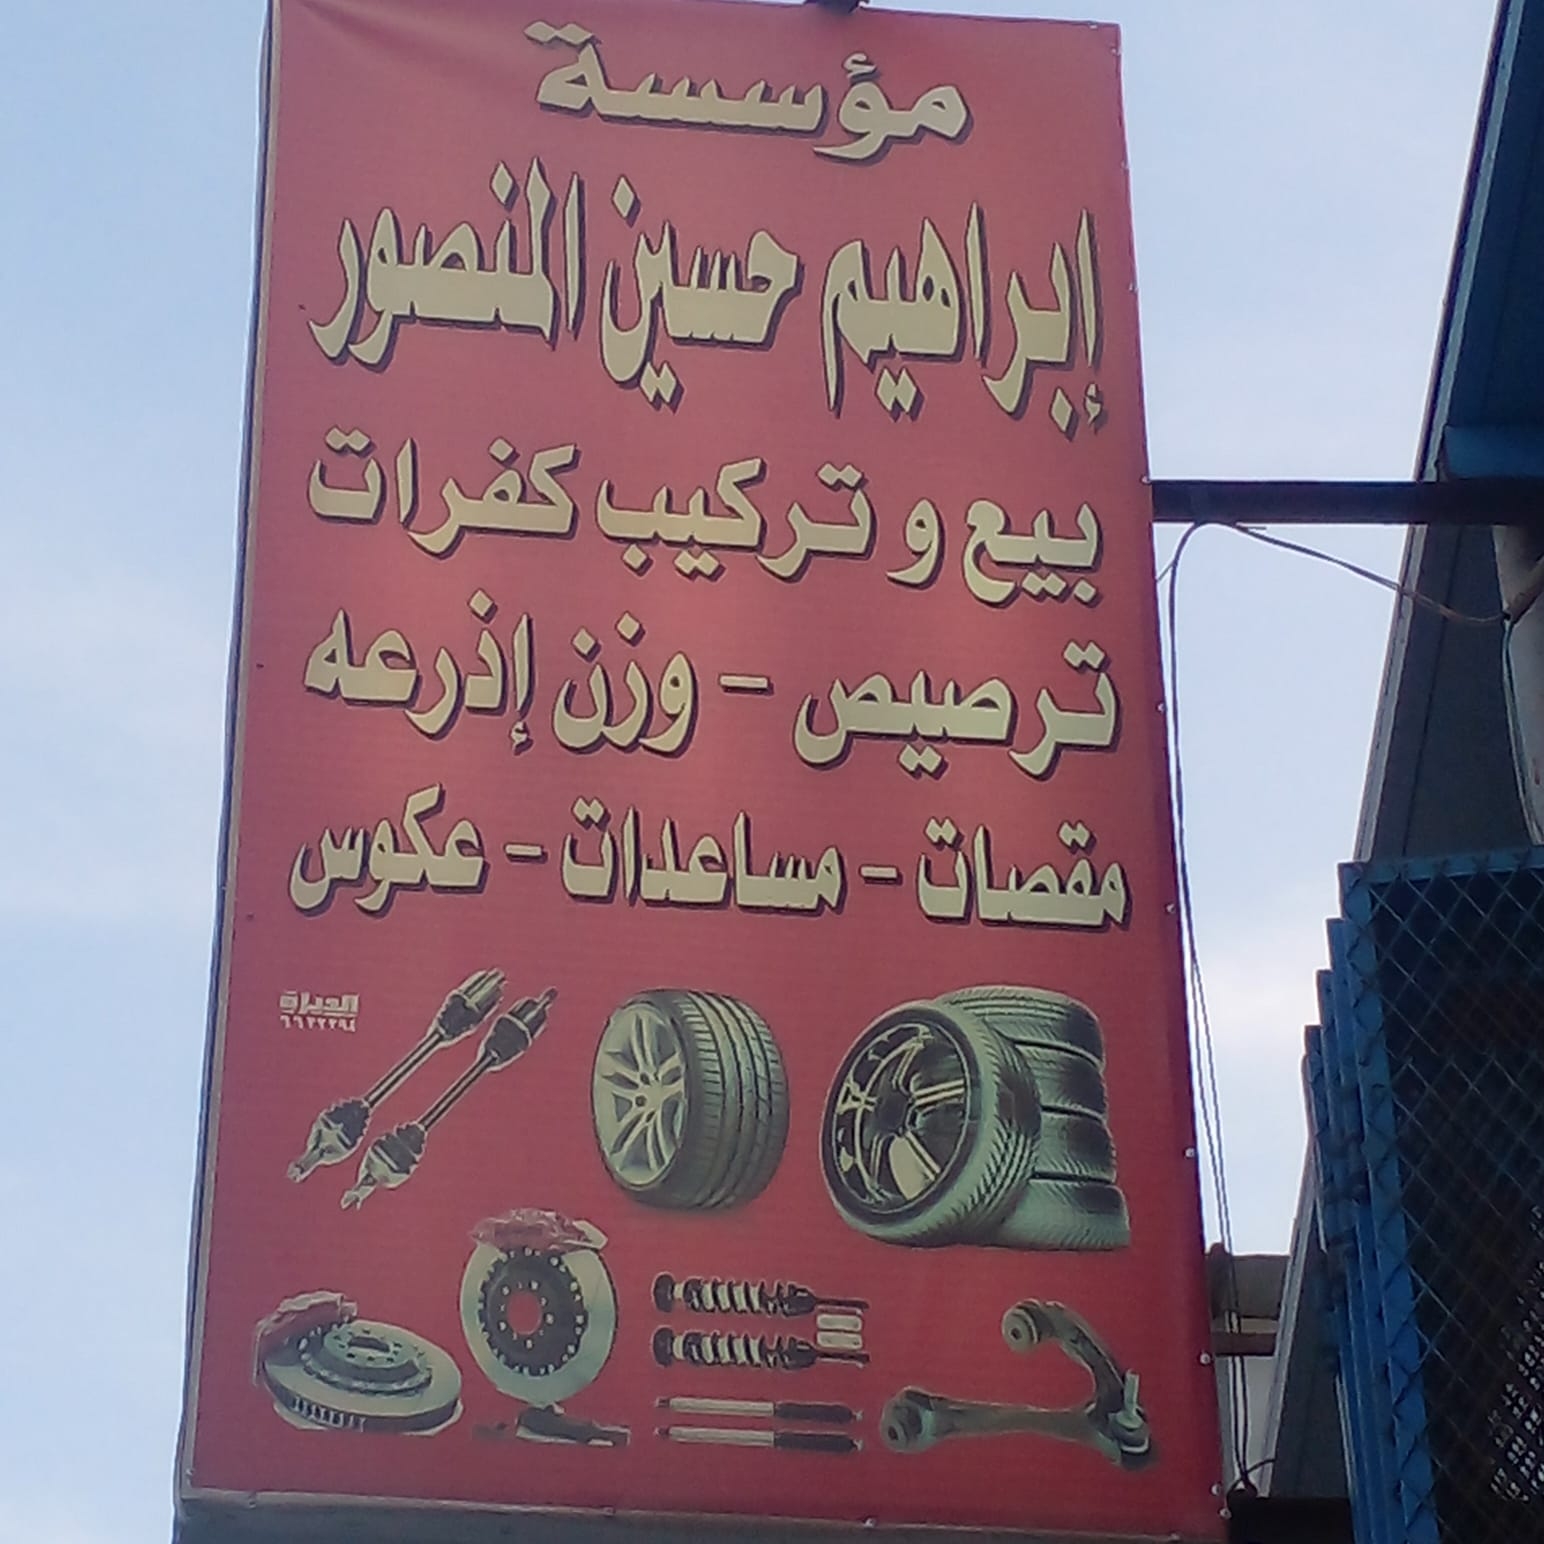 مؤسسة
إبراهيم حسين المنصور
بيع و تركيب كفرات
ترصيص - وزن إذرعه
مقصات - مساعدات - عكوس